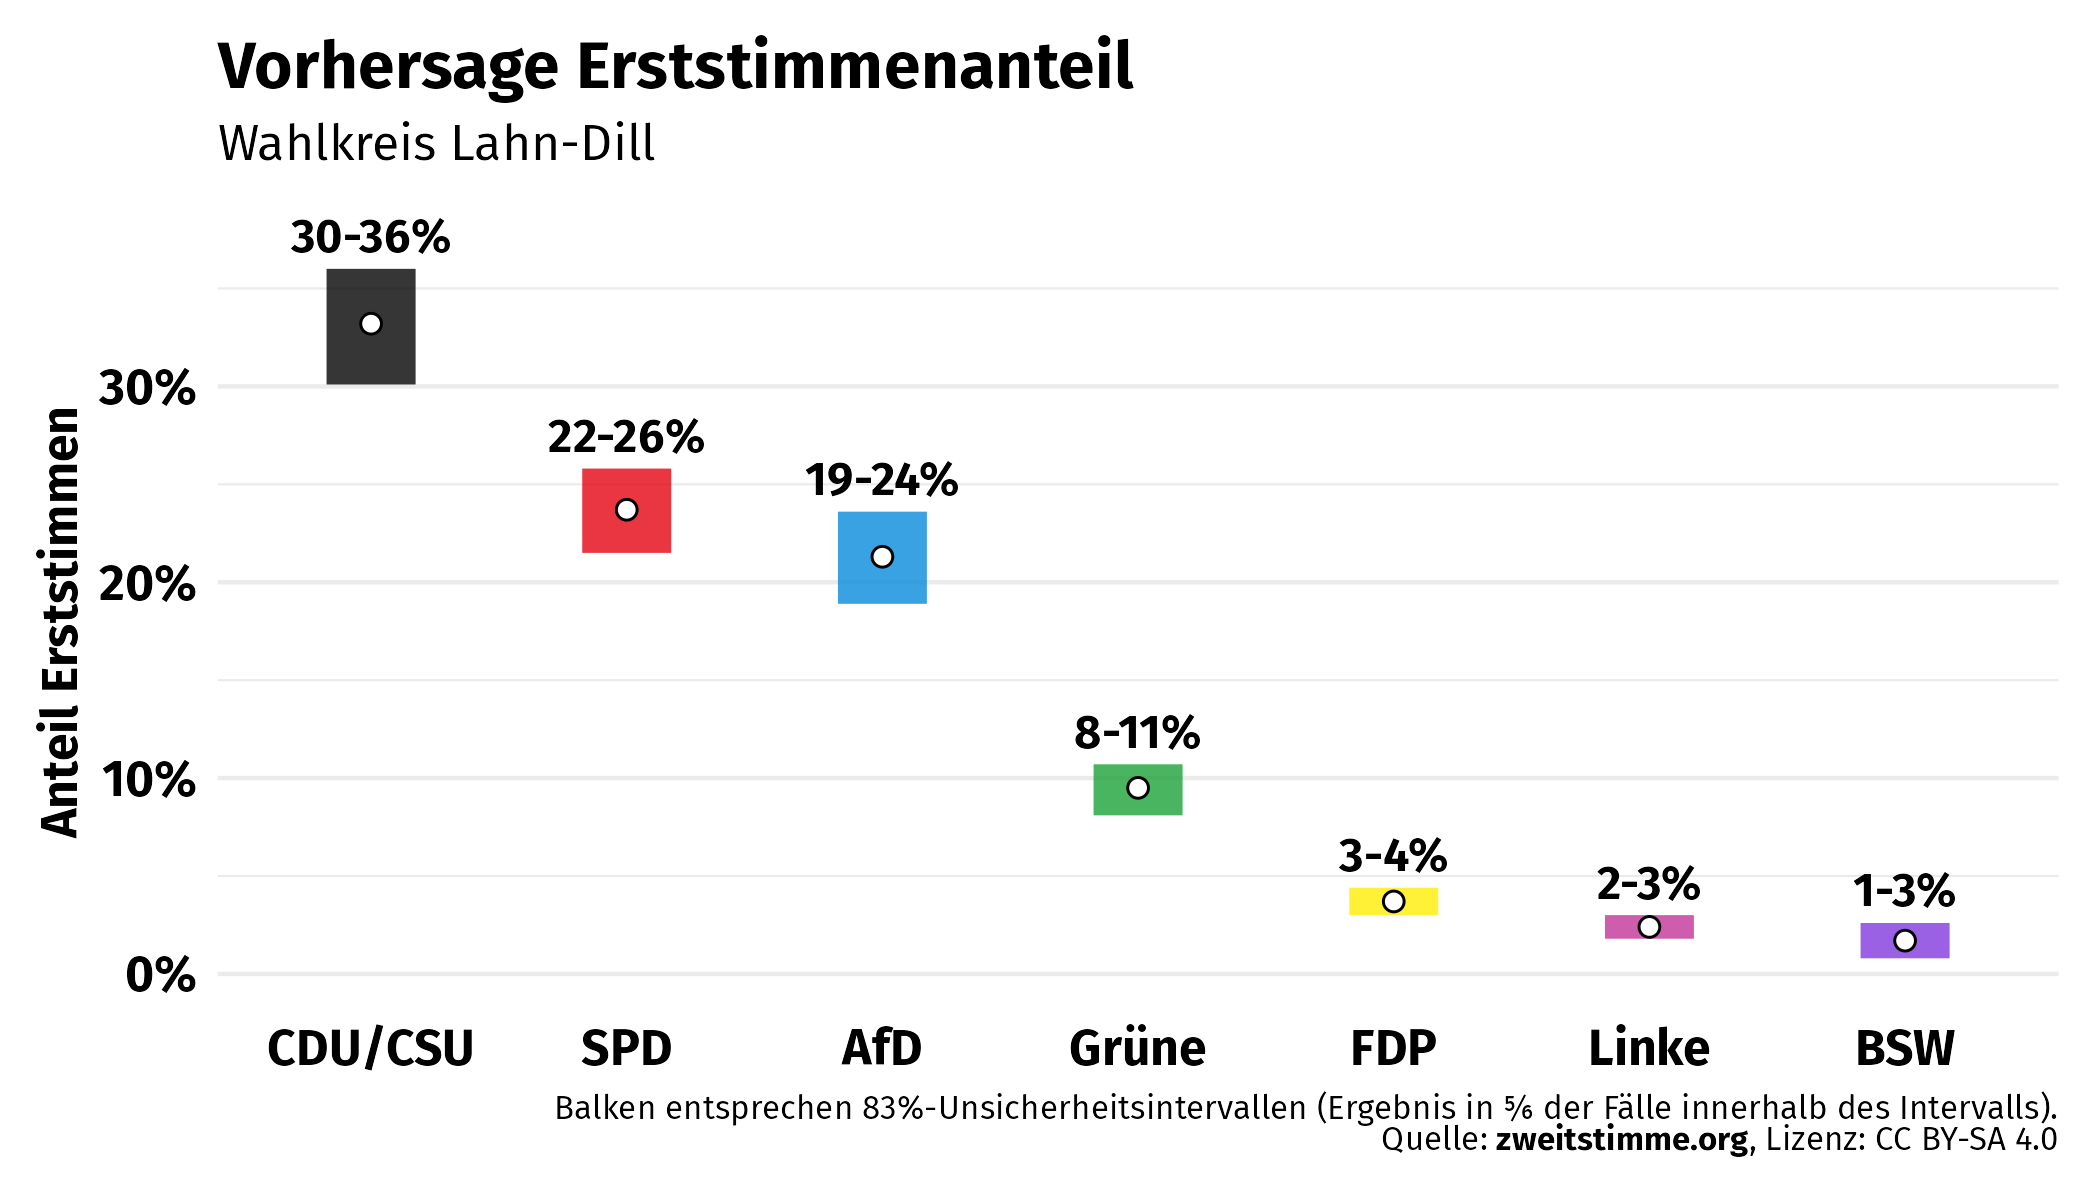 Vorhersage Erststimmenanteil
Wahlkreis Lahn-Dill
30-36%
22-26%
19-24%
8-11%
3-4%
2-3%
1-3%
Anteil Erststimmen
30%
20%
10%
0%
CDU/CSU SPD AfD Grüne FDP Linke BSW
Balken entsprechen 83%-Unsicherheitsintervallen (Ergebnis in ⅚ der Fälle innerhalb des Intervalls).
Quelle: zweitstimme.org, Lizenz: CC BY-SA 4.0